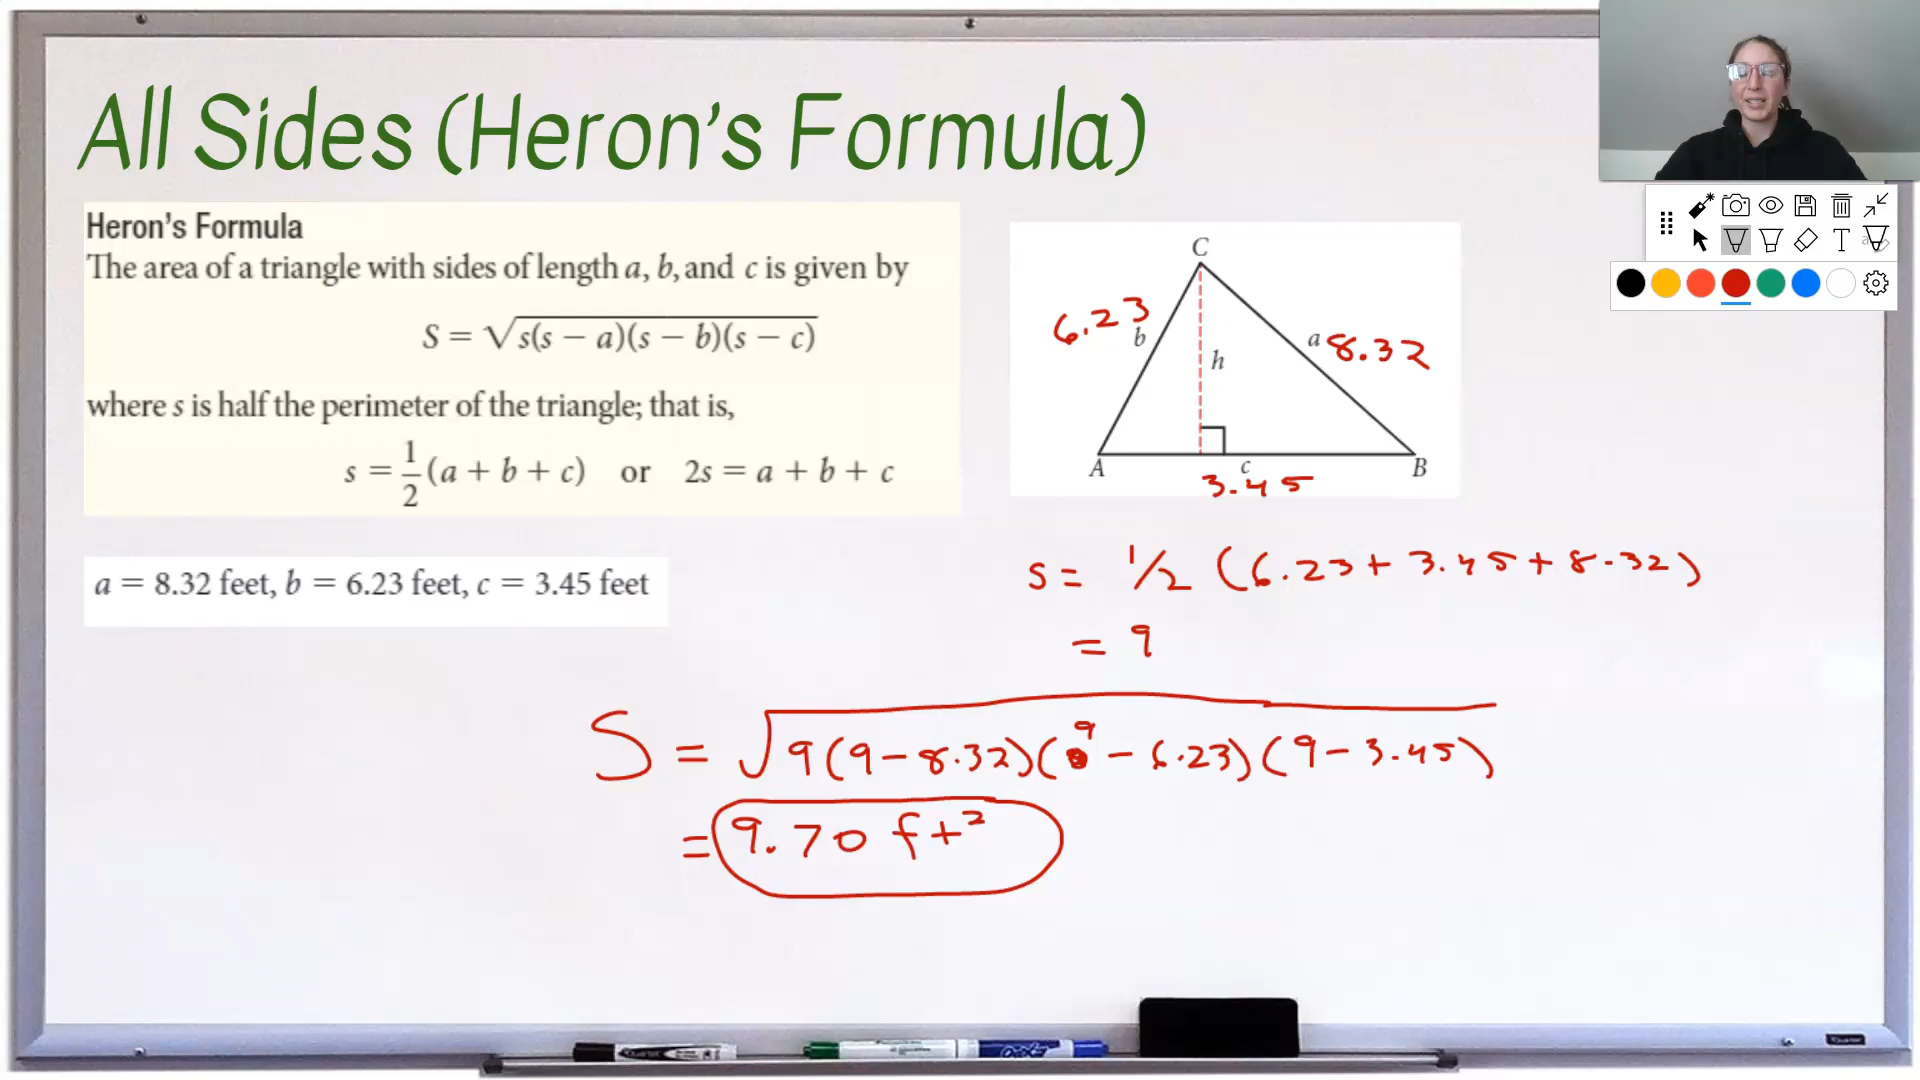 All Sides (Heron's Formula)
Heron's Formula
The area of a triangle with sides of length a, b, and c is given by
S = √s(s − a)(s − b)(s − c)
where s is half the perimeter of the triangle; that is,
s = 1/2 (a + b + c) or 2s = a + b + c
C
6.23
b
h
a 8.32
A
c
B
3.45
a = 8.32 feet, b = 6.23 feet, c = 3.45 feet
s = 1/2 (6.23 + 3.45 + 8.32)
= 9
S = √9(9 − 8.32)(9 − 6.23)(9 − 3.45)
= 9.70 ft²
T